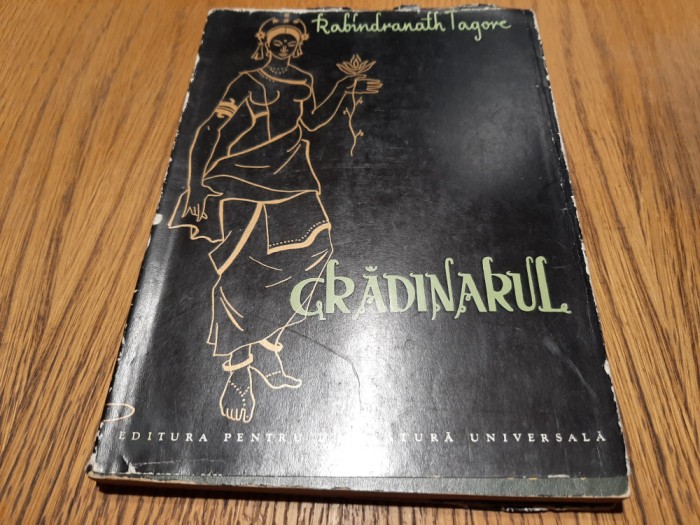 Rabindranath Tagore
GRĂDINARUL
EDITURA PENTRU LITERATURĂ UNIVERSALĂ